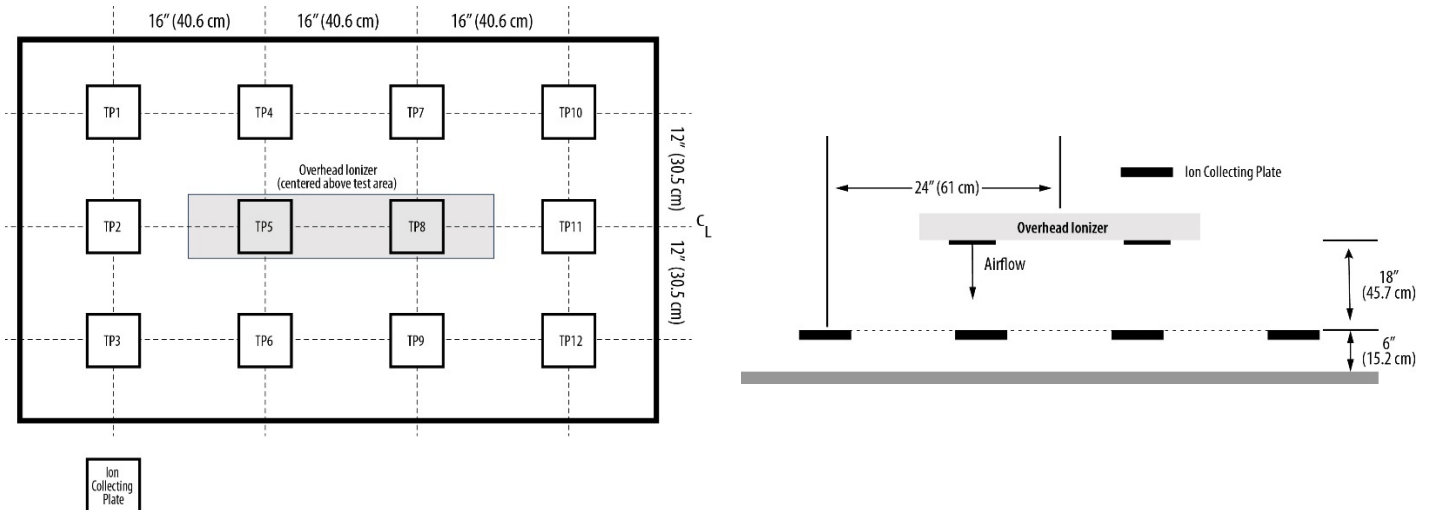 16” (40.6 cm) 16” (40.6 cm) 16” (40.6 cm)
TP1 TP4 TP7 TP10
12” (30.5 cm)
Overhead Ionizer
(centered above test area)
TP2 TP5 TP8 TP11
CL
12” (30.5 cm)
TP3 TP6 TP9 TP12
Ion
Collecting
Plate
Ion Collecting Plate
24” (61 cm)
Overhead Ionizer
Airflow
18”
(45.7 cm)
6”
(15.2 cm)